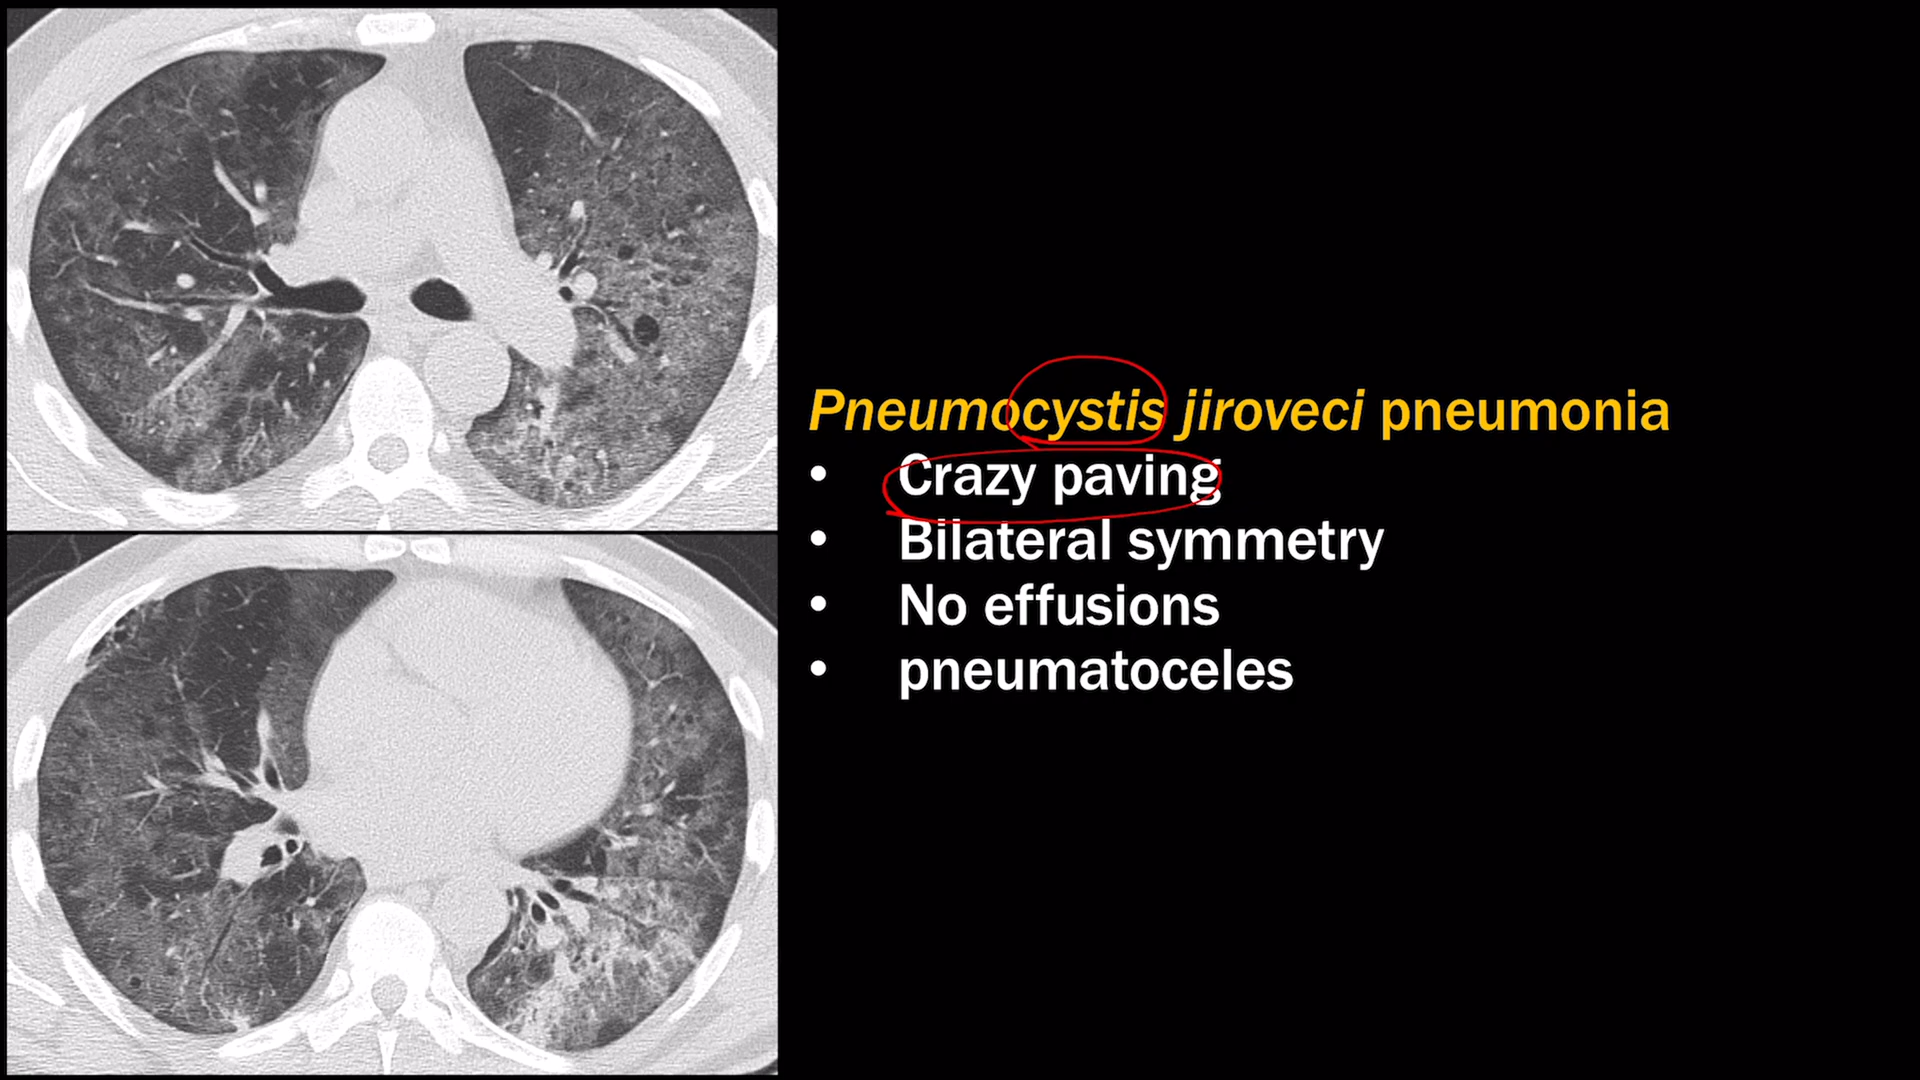 Pneumocystis jiroveci pneumonia
• Crazy paving
• Bilateral symmetry
• No effusions
• pneumatoceles